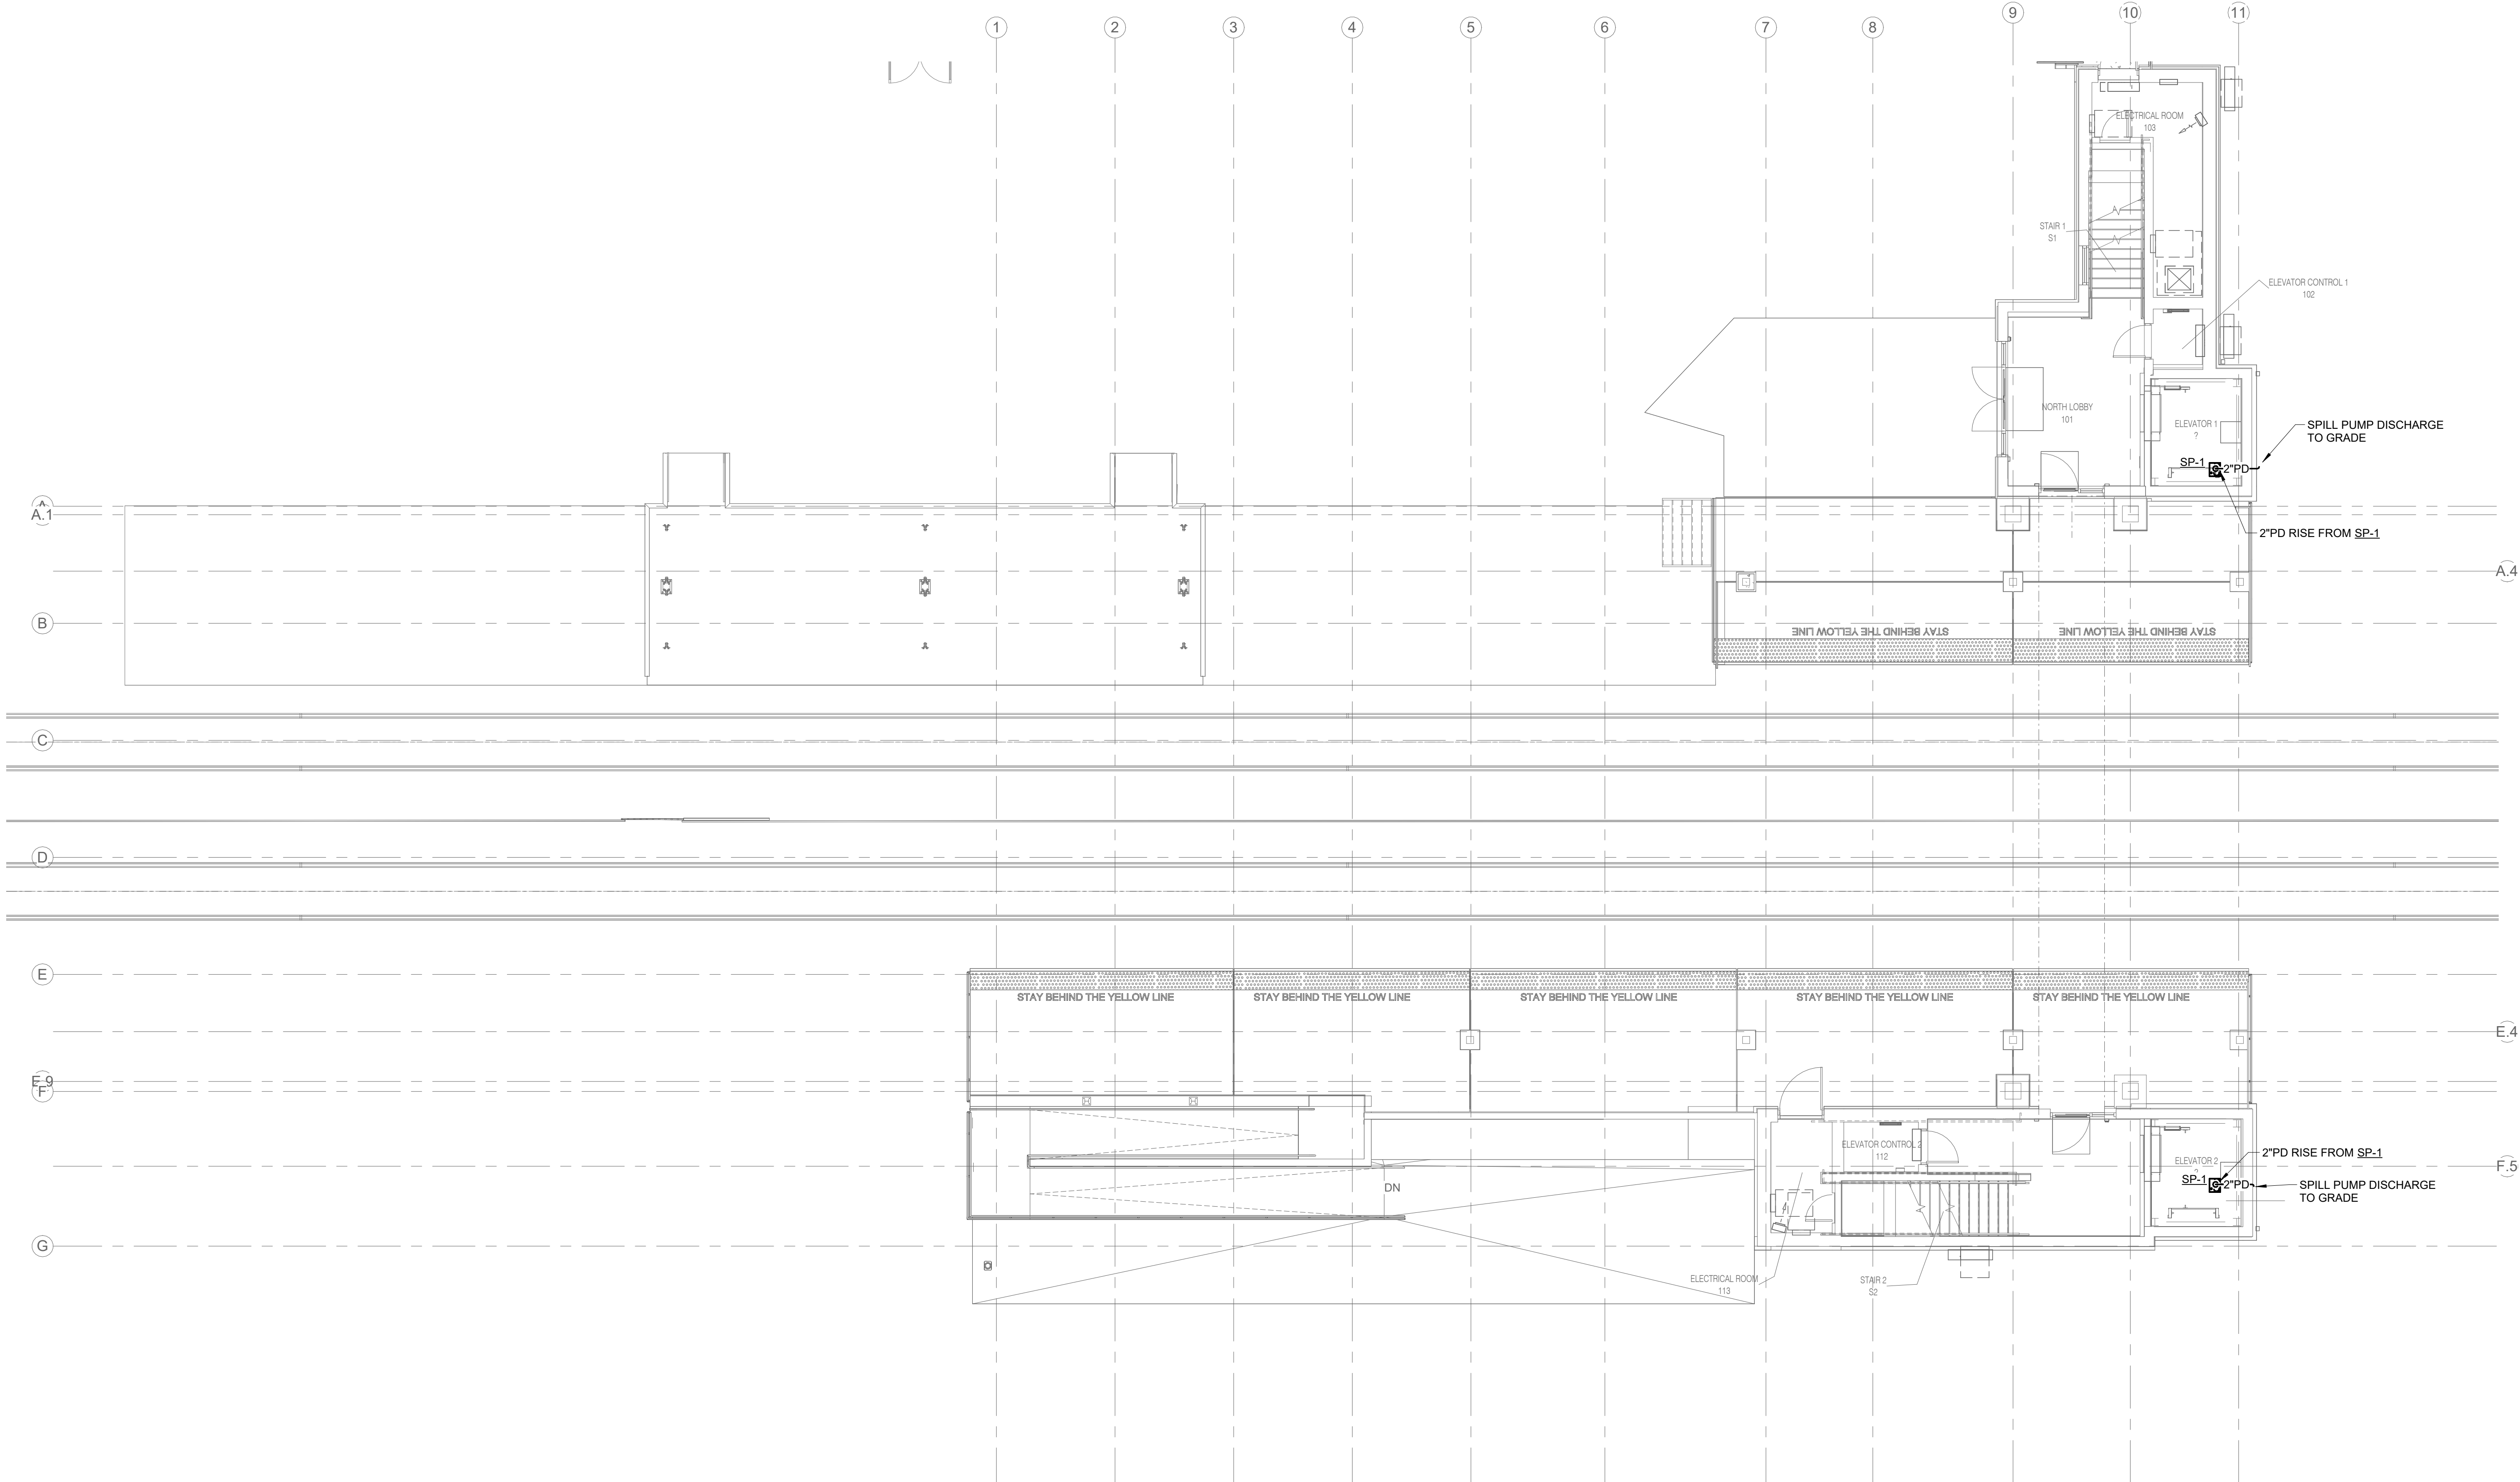 1
2
3
4
5
6
7
8
9
10
11
ELECTRICAL ROOM
103
STAIR 1
S1
ELEVATOR CONTROL 1
102
NORTH LOBBY
101
ELEVATOR 1
?
SPILL PUMP DISCHARGE
TO GRADE
SP-1
2"PD
2"PD RISE FROM SP-1
A
A.1
A.4
B
STAY BEHIND THE YELLOW LINE
STAY BEHIND THE YELLOW LINE
C
D
E
STAY BEHIND THE YELLOW LINE
STAY BEHIND THE YELLOW LINE
STAY BEHIND THE YELLOW LINE
STAY BEHIND THE YELLOW LINE
STAY BEHIND THE YELLOW LINE
E.4
E.9
F
ELEVATOR CONTROL 2
112
ELEVATOR 2
?
2"PD RISE FROM SP-1
F.5
SP-1
2"PD
SPILL PUMP DISCHARGE
TO GRADE
DN
G
ELECTRICAL ROOM
113
STAIR 2
S2